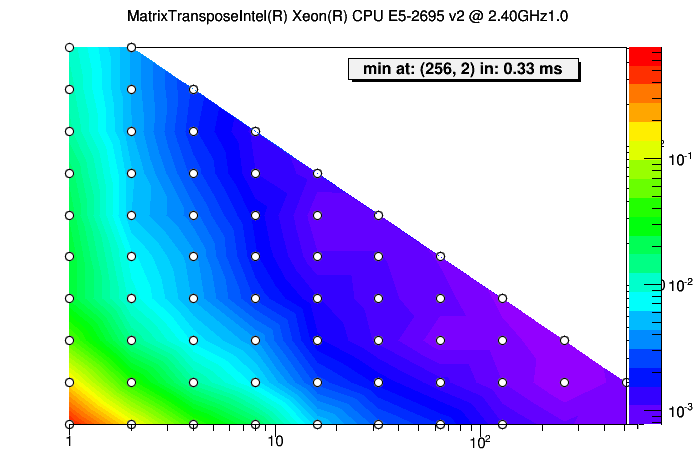 MatrixTransposeIntel(R) Xeon(R) CPU E5-2695 v2 @ 2.40GHz1.0
min at: (256, 2) in: 0.33 ms
10⁻¹
10⁻²
10⁻³
1 10 10²